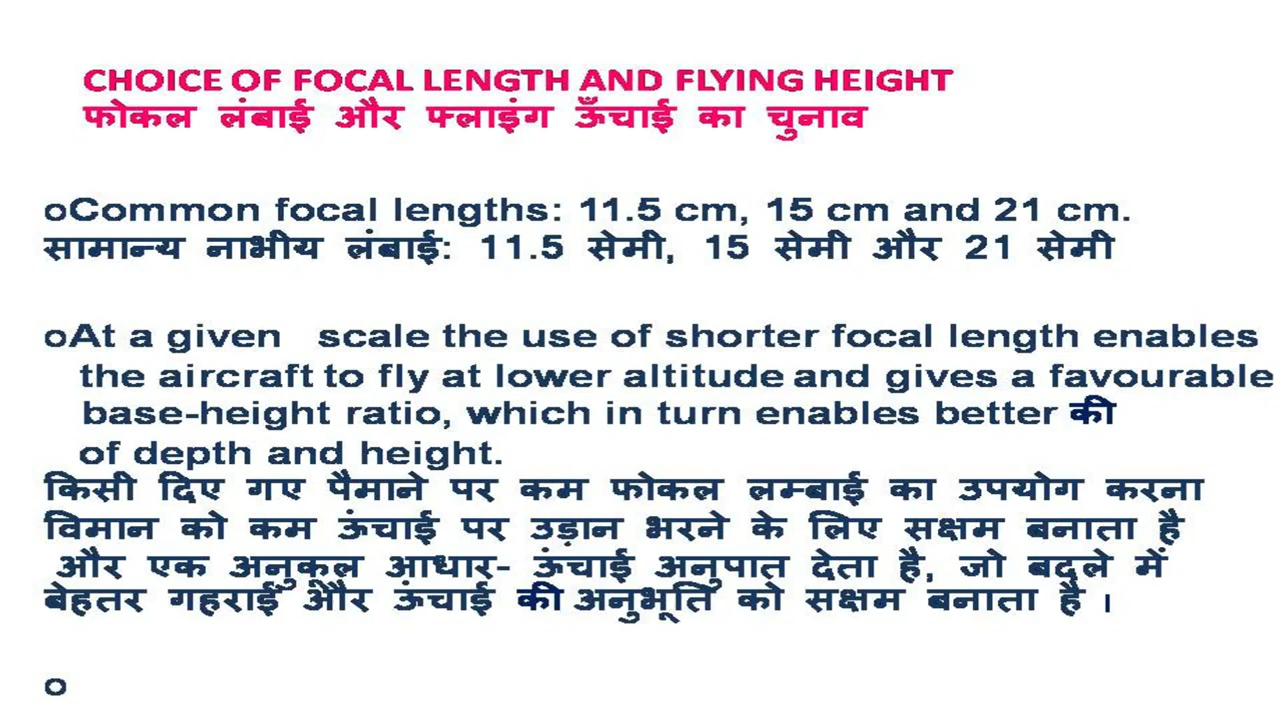 CHOICE OF FOCAL LENGTH AND FLYING HEIGHT
फोकल लंबाई और फ्लाइंग ऊँचाई का चुनाव
oCommon focal lengths: 11.5 cm, 15 cm and 21 cm.
सामान्य नाभीय लंबाई: 11.5 सेमी, 15 सेमी और 21 सेमी
oAt a given scale the use of shorter focal length enables
the aircraft to fly at lower altitude and gives a favourable
base-height ratio, which in turn enables better की
of depth and height.
किसी दिए गए पैमाने पर कम फोकल लम्बाई का उपयोग करना
विमान को कम ऊंचाई पर उड़ान भरने के लिए सक्षम बनाता है
और एक अनुकूल आधार- ऊंचाई अनुपात देता है, जो बदले में
बेहतर गहराई और ऊंचाई की अनुभूति को सक्षम बनाता है ।
o